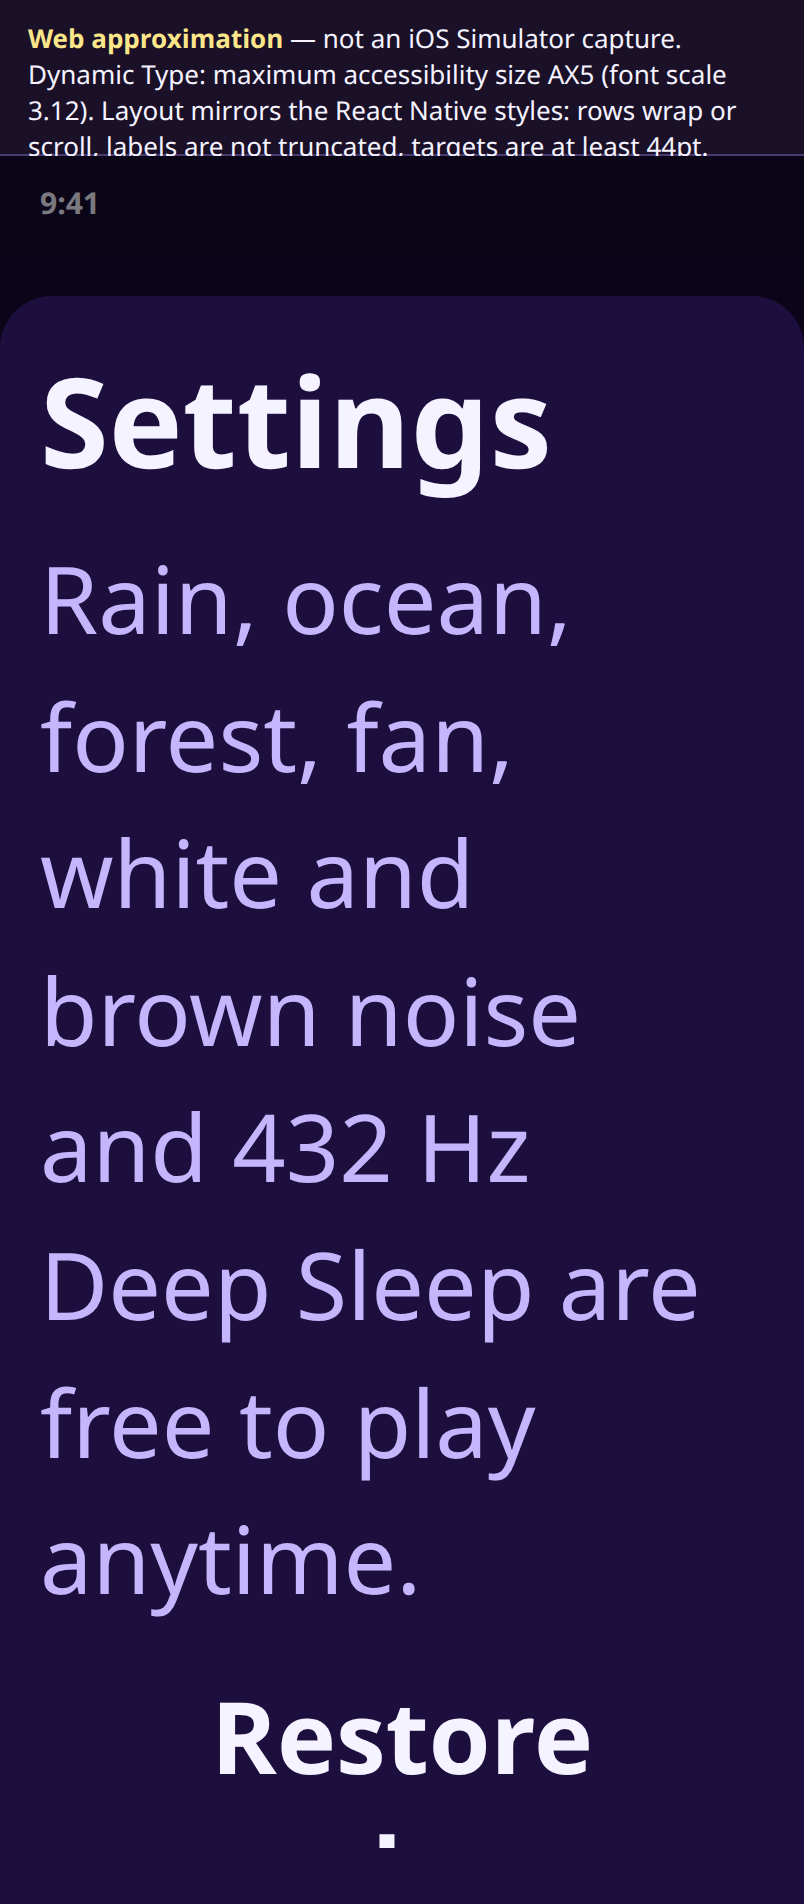 Web approximation — not an iOS Simulator capture.
Dynamic Type: maximum accessibility size AX5 (font scale
3.12). Layout mirrors the React Native styles: rows wrap or
scroll, labels are not truncated, targets are at least 44pt.
9:41
Settings
Rain, ocean,
forest, fan,
white and
brown noise
and 432 Hz
Deep Sleep are
free to play
anytime.
Restore